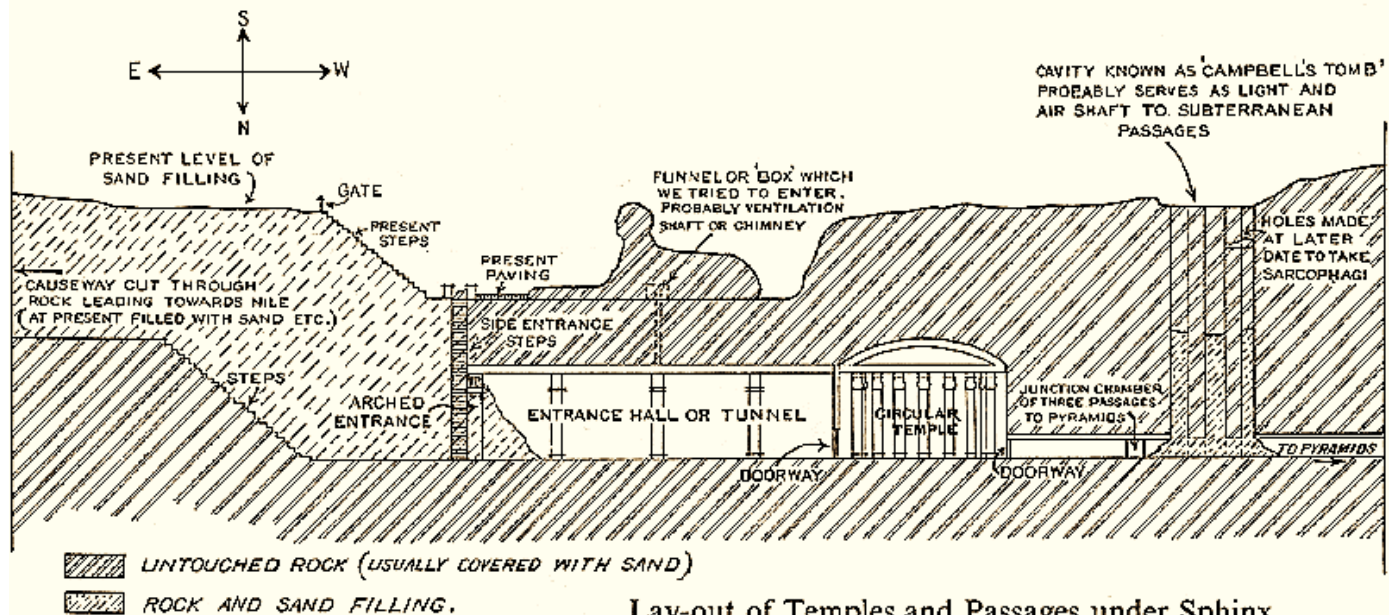 S
E
W
N
PRESENT LEVEL OF
SAND FILLING
GATE
PRESENT
STEPS
CAUSEWAY CUT THROUGH
ROCK LEADING TOWARDS NILE
(AT PRESENT FILLED WITH SAND ETC.)
STEPS
PRESENT
PAVING
FUNNEL OR 'BOX' WHICH
WE TRIED TO ENTER.
PROBABLY VENTILATION
SHAFT OR CHIMNEY
CAVITY KNOWN AS 'CAMPBELL'S TOMB'
PROBABLY SERVES AS LIGHT AND
AIR SHAFT TO SUBTERRANEAN
PASSAGES
HOLES MADE
AT LATER
DATE TO TAKE
SARCOPHAGI
SIDE ENTRANCE
STEPS
ARCHED
ENTRANCE
ENTRANCE HALL OR TUNNEL
CIRCULAR
TEMPLE
JUNCTION CHAMBER
OF THREE PASSAGES
TO PYRAMIDS
DOORWAY
DOORWAY
TO PYRAMIDS
UNTOUCHED ROCK (USUALLY COVERED WITH SAND)
ROCK AND SAND FILLING.
Lay-out of Temples and Passages under Sphinx